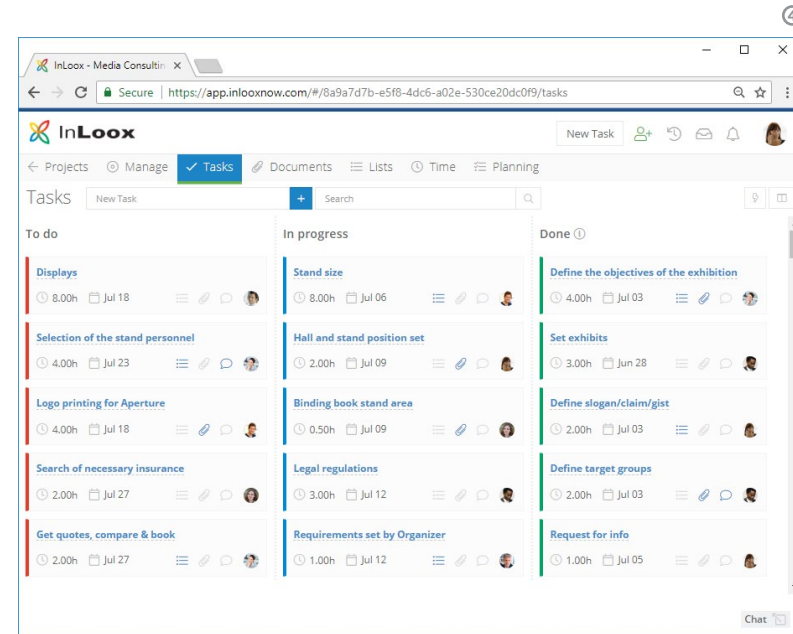 4
InLoox - Media Consultin
Secure https://app.inlooxnow.com/#/8a9a7d7b-e5f8-4dc6-a02e-530ce20dc0f9/tasks
InLoox
New Task
Projects Manage Tasks Documents Lists Time Planning
Tasks New Task + Search
To do
Displays
8.00h Jul 18
Selection of the stand personnel
4.00h Jul 23
Logo printing for Aperture
4.00h Jul 18
Search of necessary insurance
2.00h Jul 27
Get quotes, compare & book
2.00h Jul 27
In progress
Stand size
8.00h Jul 06
Hall and stand position set
2.00h Jul 09
Binding book stand area
0.50h Jul 09
Legal regulations
3.00h Jul 12
Requirements set by Organizer
1.00h Jul 12
Done
Define the objectives of the exhibition
4.00h Jul 03
Set exhibits
3.00h Jun 28
Define slogan/claim/gist
2.00h Jul 03
Define target groups
2.00h Jul 03
Request for info
1.00h Jul 05
Chat